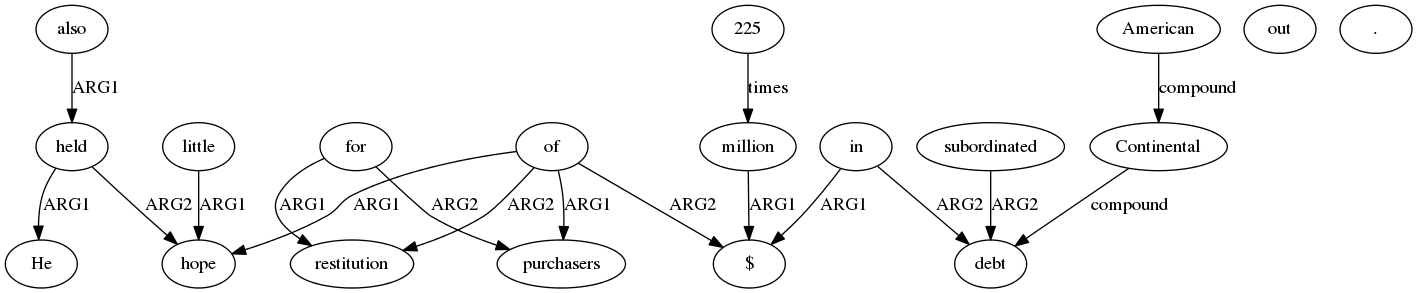 also 225 American out .
ARG1 times compound
held little for of million in subordinated Continental
ARG1 ARG2 ARG1 ARG1 ARG1 ARG2 ARG2 ARG1 ARG2 ARG1 ARG1 ARG2 ARG2 compound
He hope restitution purchasers $ debt